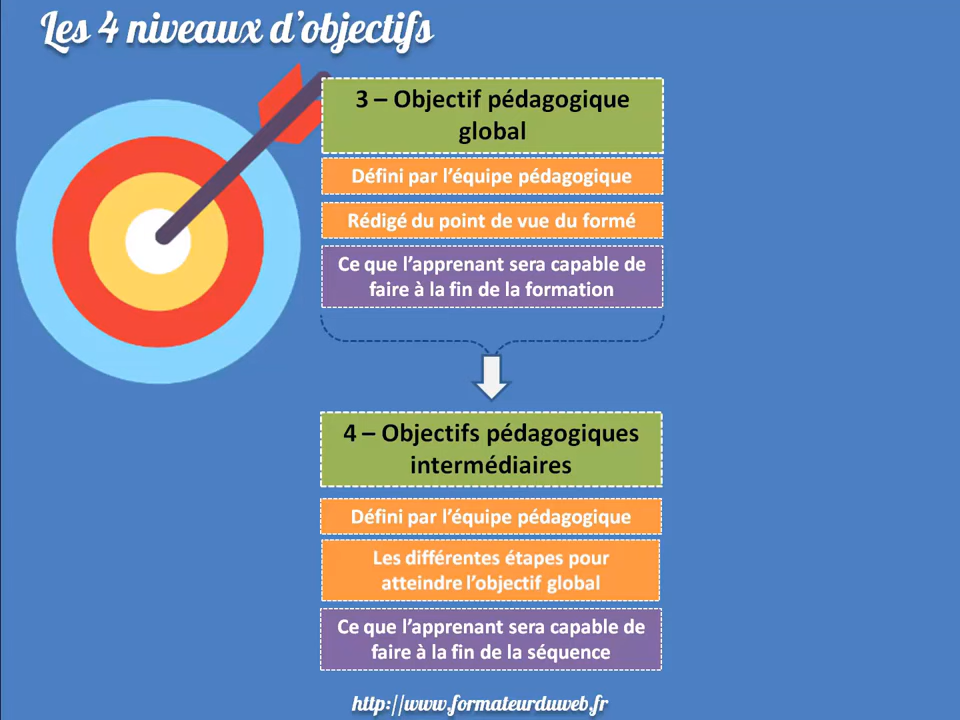 Les 4 niveaux d'objectifs
3 – Objectif pédagogique
global
Défini par l'équipe pédagogique
Rédigé du point de vue du formé
Ce que l'apprenant sera capable de
faire à la fin de la formation
4 – Objectifs pédagogiques
intermédiaires
Défini par l'équipe pédagogique
Les différentes étapes pour
atteindre l'objectif global
Ce que l'apprenant sera capable de
faire à la fin de la séquence
http://www.formateurduweb.fr